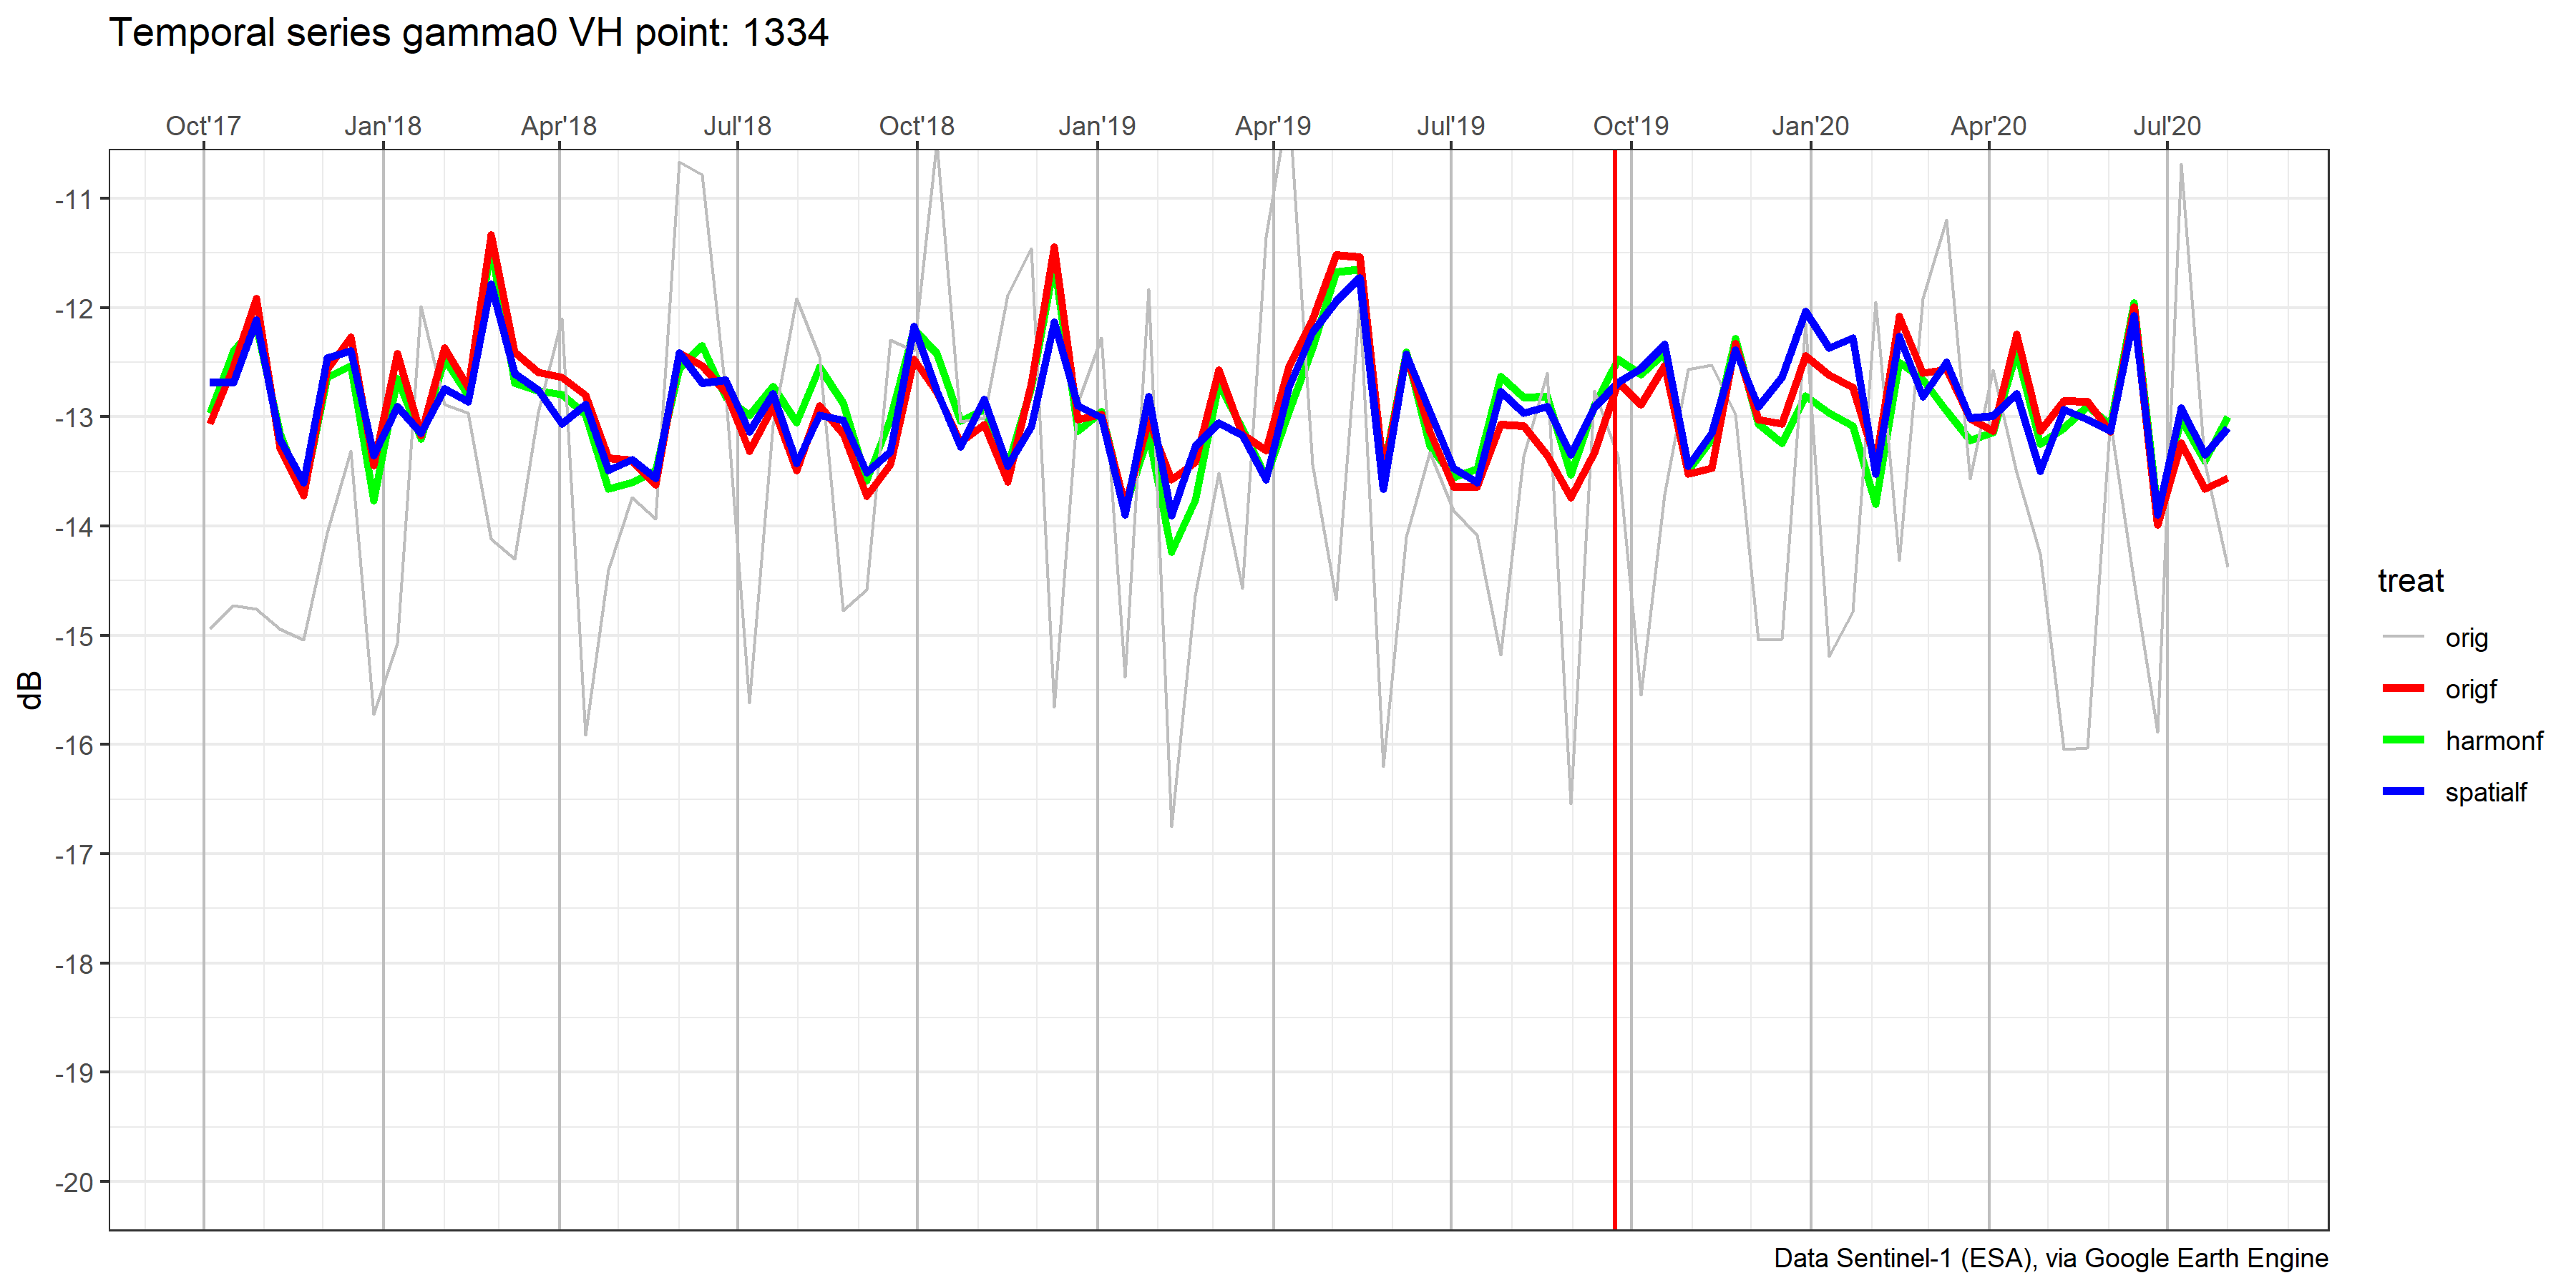 Temporal series gamma0 VH point: 1334
Oct'17 Jan'18 Apr'18 Jul'18 Oct'18 Jan'19 Apr'19 Jul'19 Oct'19 Jan'20 Apr'20 Jul'20
-11
-12
-13
-14
-15
-16
-17
-18
-19
-20
dB
treat
orig
origf
harmonf
spatialf
Data Sentinel-1 (ESA), via Google Earth Engine